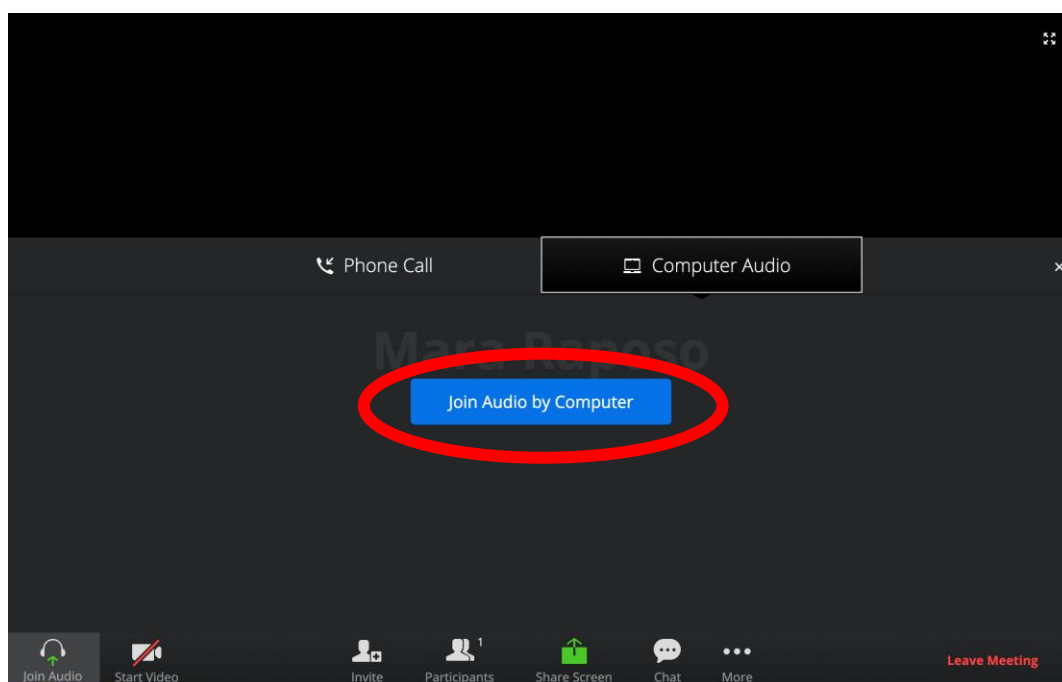 Phone Call
Computer Audio
Mara Raposo
Join Audio by Computer
1
Join Audio
Start Video
Invite
Participants
Share Screen
Chat
More
Leave Meeting